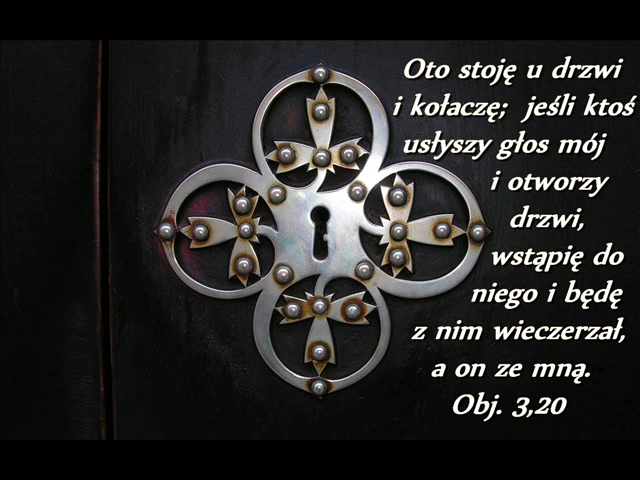 Oto stoję u drzwi
i kołaczę; jeśli ktoś
usłyszy głos mój
i otworzy
drzwi,
wstąpię do
niego i będę
z nim wieczerzał,
a on ze mną.
Obj. 3,20